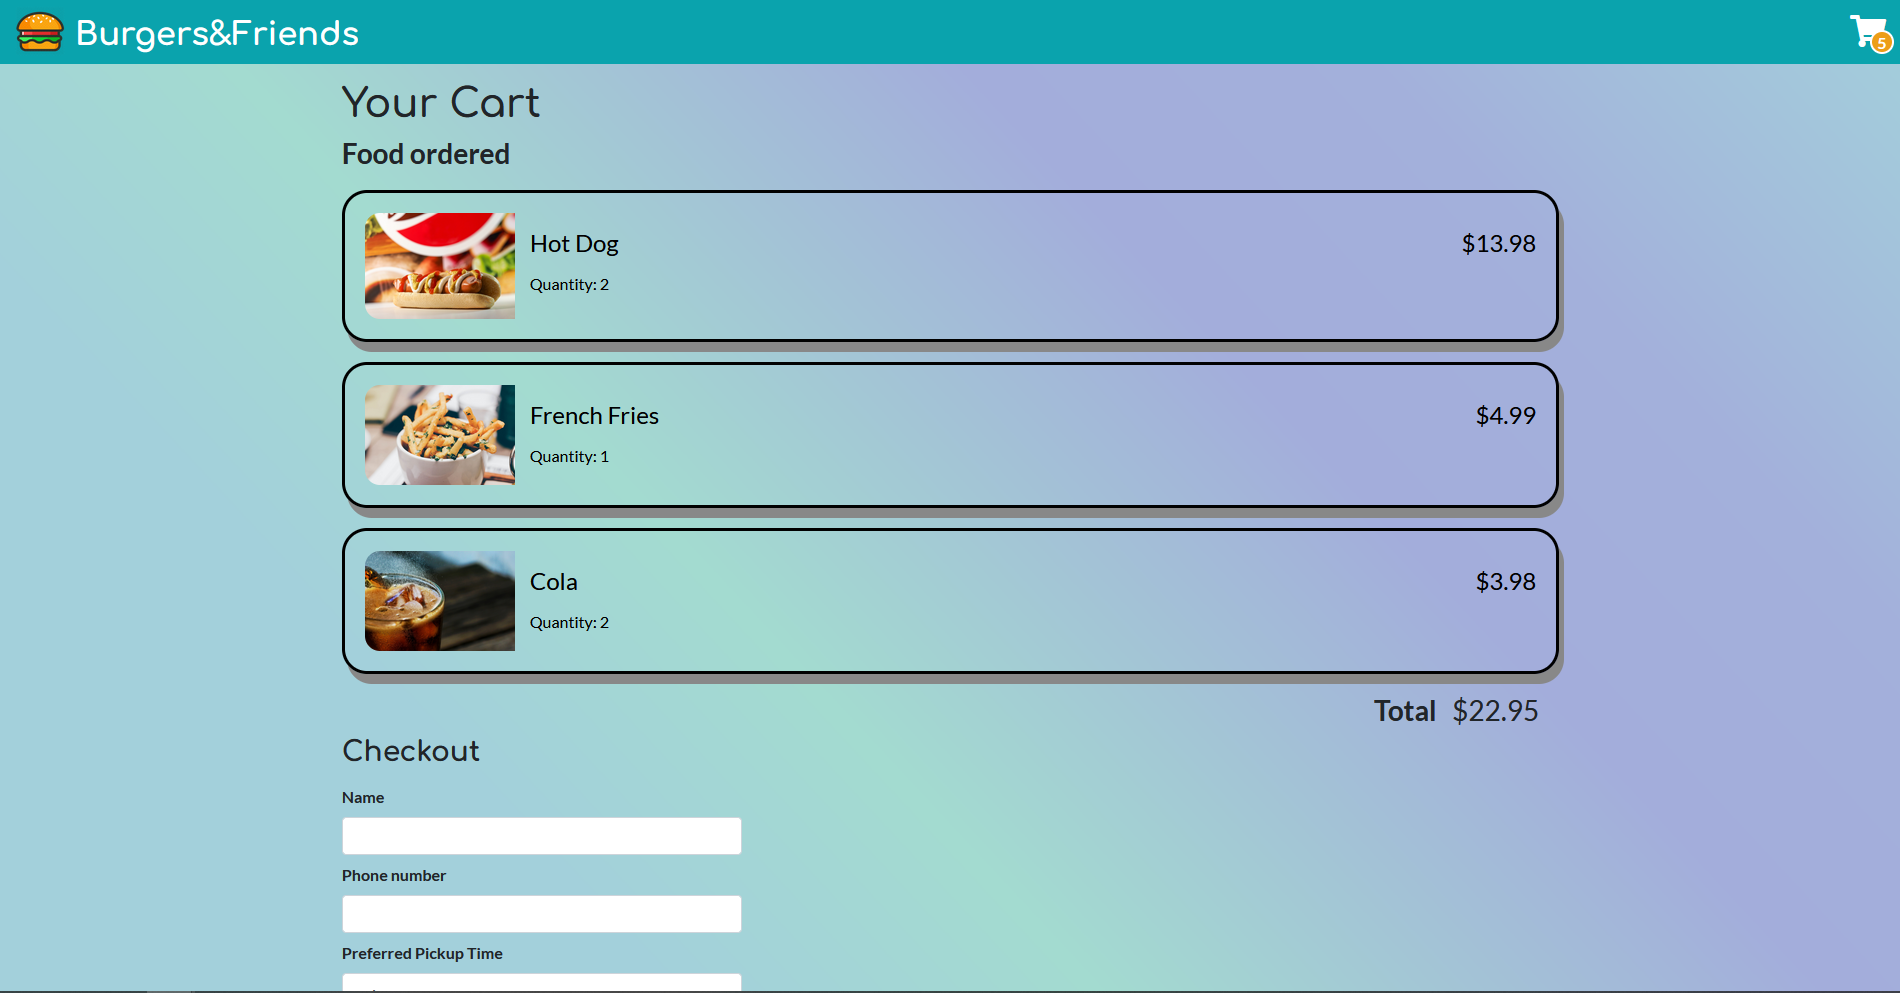 Burgers&Friends
5
Your Cart
Food ordered
Hot Dog
$13.98
Quantity: 2
French Fries
$4.99
Quantity: 1
Cola
$3.98
Quantity: 2
Total $22.95
Checkout
Name
Phone number
Preferred Pickup Time